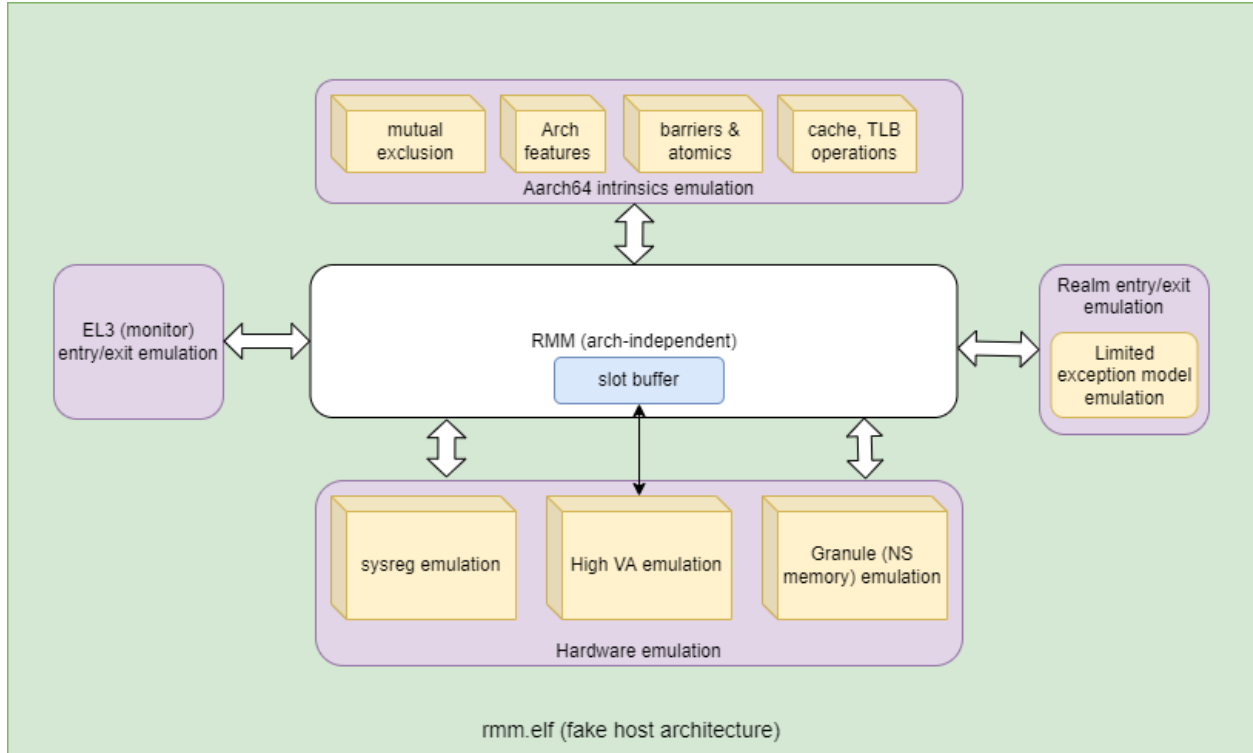 mutual
exclusion
Arch
features
barriers &
atomics
cache, TLB
operations
Aarch64 intrinsics emulation
EL3 (monitor)
entry/exit emulation
RMM (arch-independent)
slot buffer
Realm entry/exit
emulation
Limited
exception model
emulation
sysreg emulation
High VA emulation
Granule (NS
memory) emulation
Hardware emulation
rmm.elf (fake host architecture)